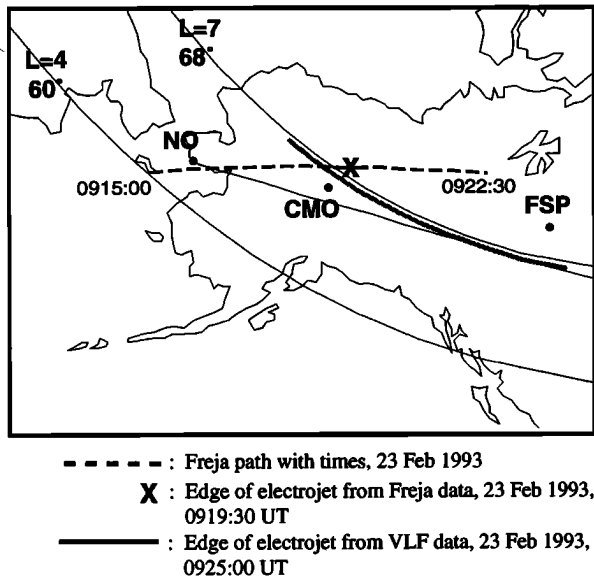 L=7
68
L=4
60
NO
0915:00
0922:30
CMO
FSP
X
: Freja path with times, 23 Feb 1993
X : Edge of electrojet from Freja data, 23 Feb 1993,
0919:30 UT
: Edge of electrojet from VLF data, 23 Feb 1993,
0925:00 UT